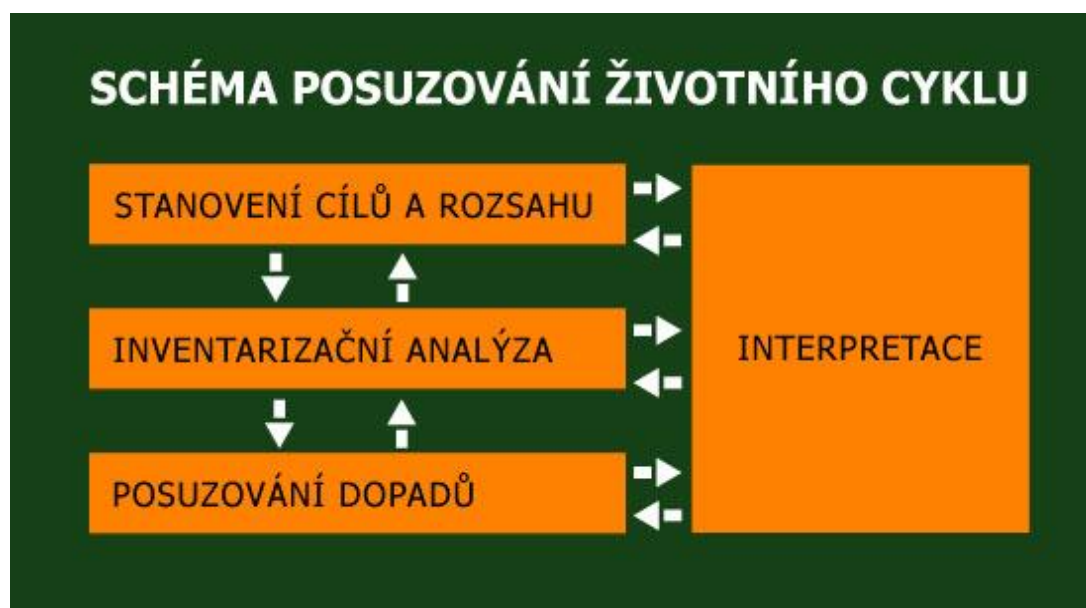 SCHÉMA POSUZOVÁNÍ ŽIVOTNÍHO CYKLU
STANOVENÍ CÍLŮ A ROZSAHU
INVENTARIZAČNÍ ANALÝZA
POSUZOVÁNÍ DOPADŮ
INTERPRETACE